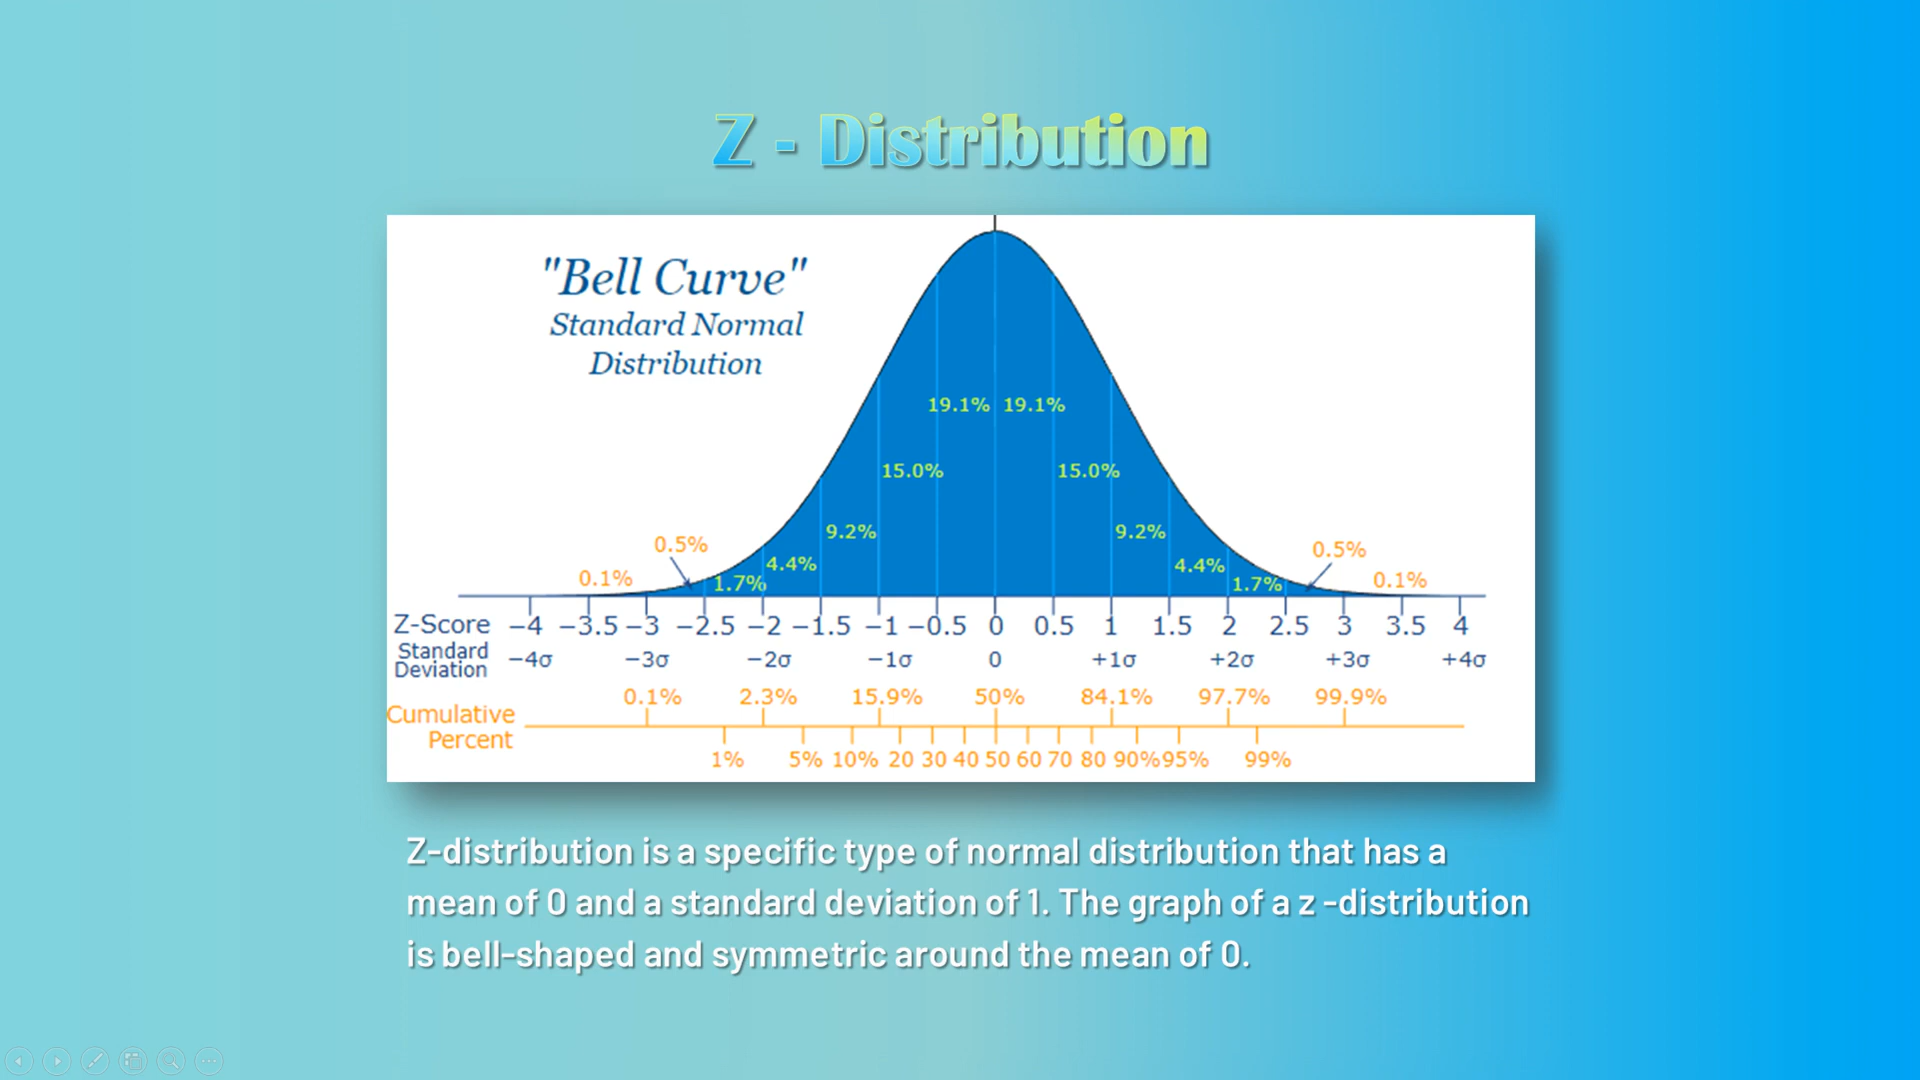 Z - Distribution
"Bell Curve"
Standard Normal
Distribution
19.1% 19.1%
15.0% 15.0%
9.2% 9.2%
0.5% 0.5%
4.4% 4.4%
0.1% 1.7% 1.7% 0.1%
Z-Score −4 −3.5 −3 −2.5 −2 −1.5 −1 −0.5 0 0.5 1 1.5 2 2.5 3 3.5 4
Standard
Deviation −4σ −3σ −2σ −1σ 0 +1σ +2σ +3σ +4σ
0.1% 2.3% 15.9% 50% 84.1% 97.7% 99.9%
Cumulative
Percent
1% 5% 10% 20 30 40 50 60 70 80 90% 95% 99%
Z-distribution is a specific type of normal distribution that has a
mean of 0 and a standard deviation of 1. The graph of a z -distribution
is bell-shaped and symmetric around the mean of 0.